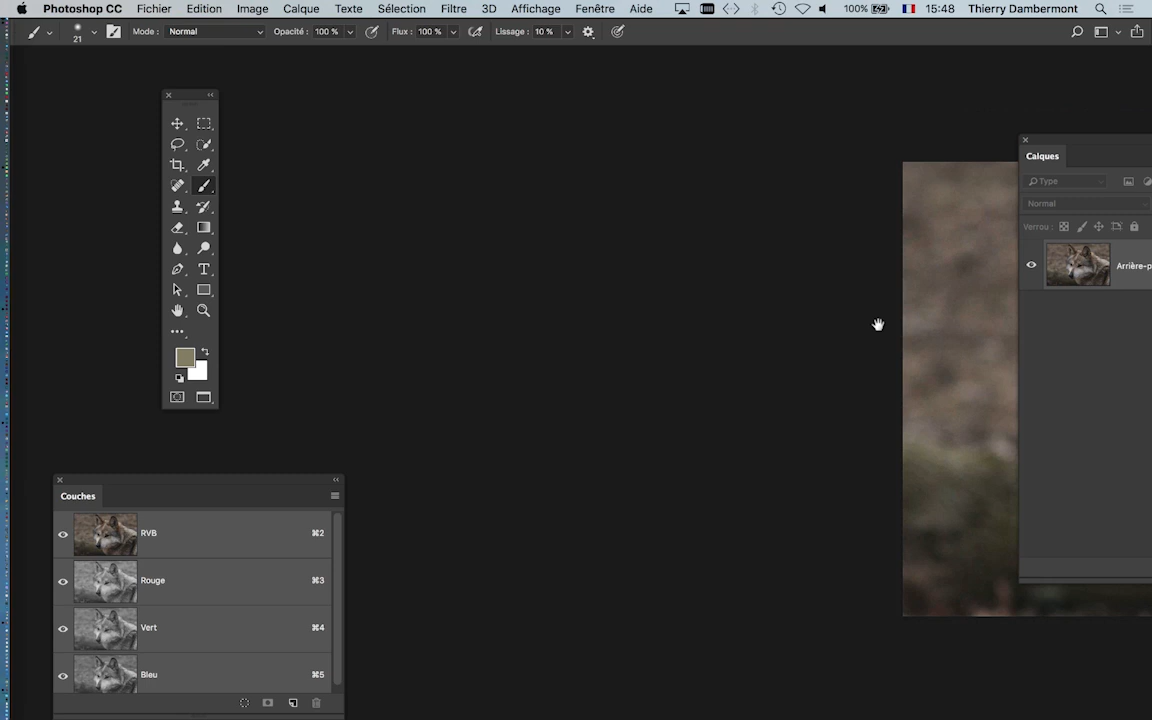 Photoshop CC Fichier Edition Image Calque Texte Sélection Filtre 3D Affichage Fenêtre Aide 100% 15:48 Thierry Dambermont
21 Mode : Normal Opacité : 100 % Flux : 100 % Lissage : 10 %
Calques
Type
Normal
Verrou :
Arrière-p
Couches
RVB ⌘2
Rouge ⌘3
Vert ⌘4
Bleu ⌘5